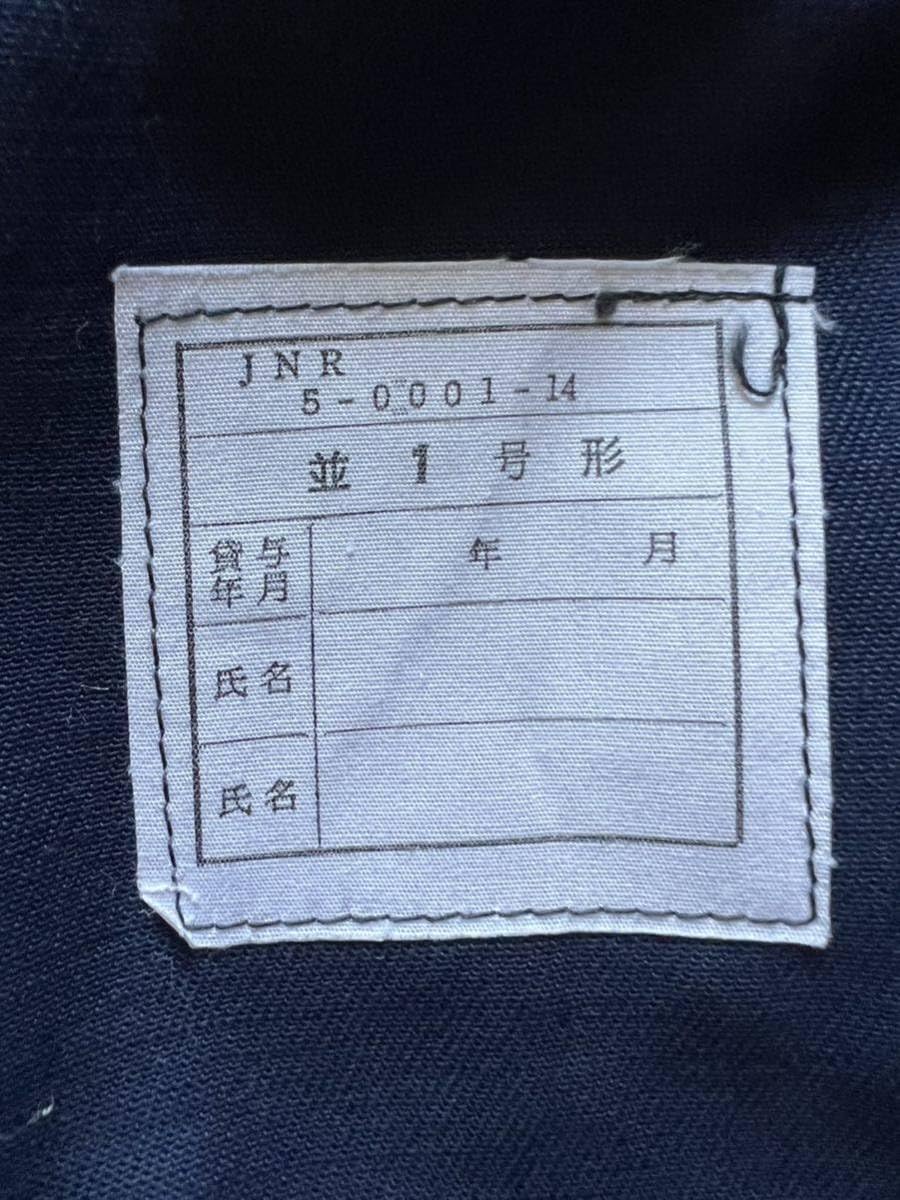 JNR
5-0001-14
並1号形
貸与年月 年 月
氏名
氏名